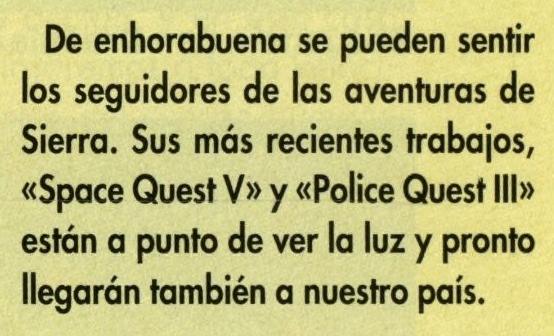 De enhorabuena se pueden sentir
los seguidores de las aventuras de
Sierra. Sus más recientes trabajos,
«Space Quest V» y «Police Quest III»
están a punto de ver la luz y pronto
llegarán también a nuestro país.